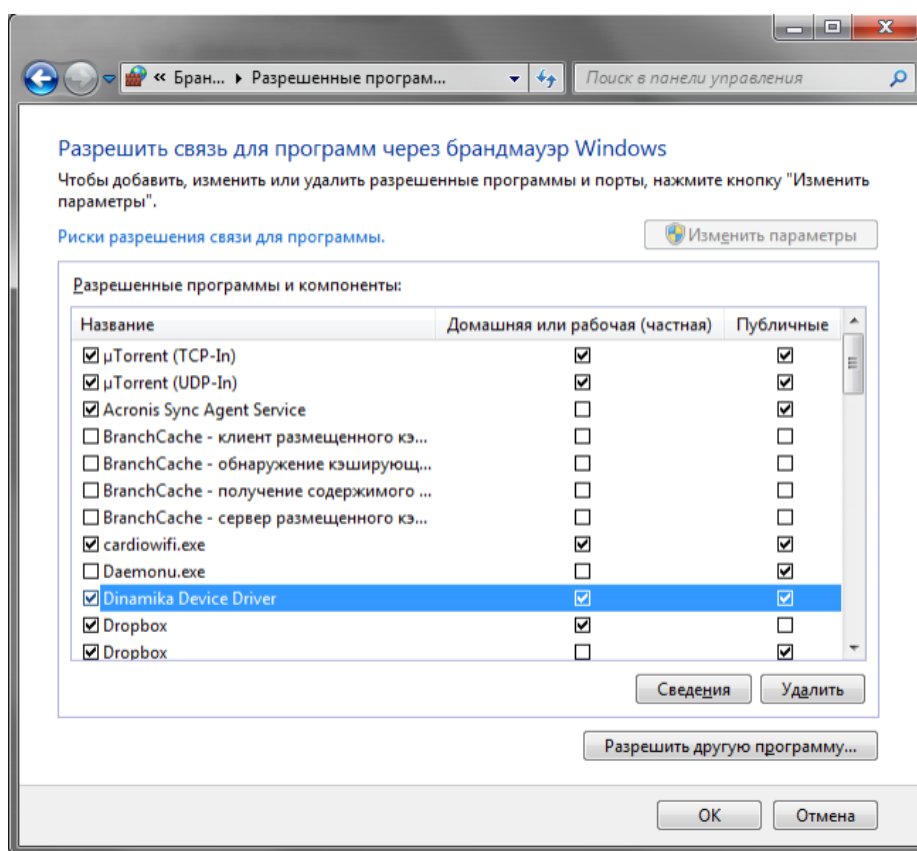 « Бран... Разрешенные програм... Поиск в панели управления
Разрешить связь для программ через брандмауэр Windows
Чтобы добавить, изменить или удалить разрешенные программы и порты, нажмите кнопку "Изменить
параметры".
Риски разрешения связи для программы. Изменить параметры
Разрешенные программы и компоненты:
Название Домашняя или рабочая (частная) Публичные
µTorrent (TCP-In)
µTorrent (UDP-In)
Acronis Sync Agent Service
BranchCache - клиент размещенного кэ...
BranchCache - обнаружение кэширующ...
BranchCache - получение содержимого ...
BranchCache - сервер размещенного кэ...
cardiowifi.exe
Daemonu.exe
Dinamika Device Driver
Dropbox
Dropbox
Сведения Удалить
Разрешить другую программу...
ОК Отмена